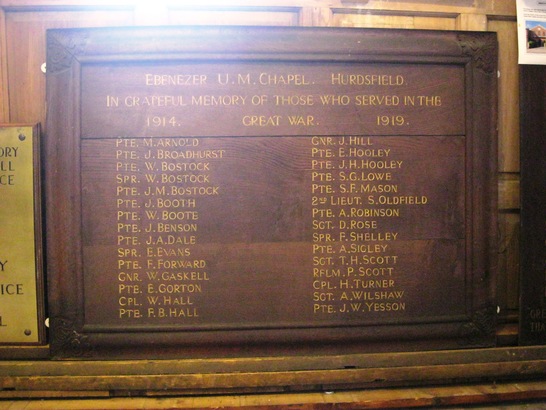 EBENEZER U.M. CHAPEL. HURDSFIELD.
IN GRATEFUL MEMORY OF THOSE WHO SERVED IN THE
1914. GREAT WAR. 1919.
PTE. M. ARNOLD
PTE. J. BROADHURST
PTE. W. BOSTOCK
SPR. W. BOSTOCK
PTE. J.M. BOSTOCK
PTE. J. BOOTH
PTE. W. BOOTE
PTE. J. BENSON
PTE. J.A. DALE
SPR. E. EVANS
PTE. F. FORWARD
GNR. W. GASKELL
PTE. E. GORTON
CPL. W. HALL
PTE. F.B. HALL
GNR. J. HILL
PTE. E. HOOLEY
PTE. J.H. HOOLEY
PTE. S.G. LOWE
PTE. S.F. MASON
2ND LIEUT. S. OLDFIELD
PTE. A. ROBINSON
SGT. D. ROSE
SPR. F. SHELLEY
PTE. A. SIGLEY
SGT. T.H. SCOTT
RFLM. P. SCOTT
CPL. H. TURNER
SGT. A. WILSHAW
PTE. J.W. YESSON